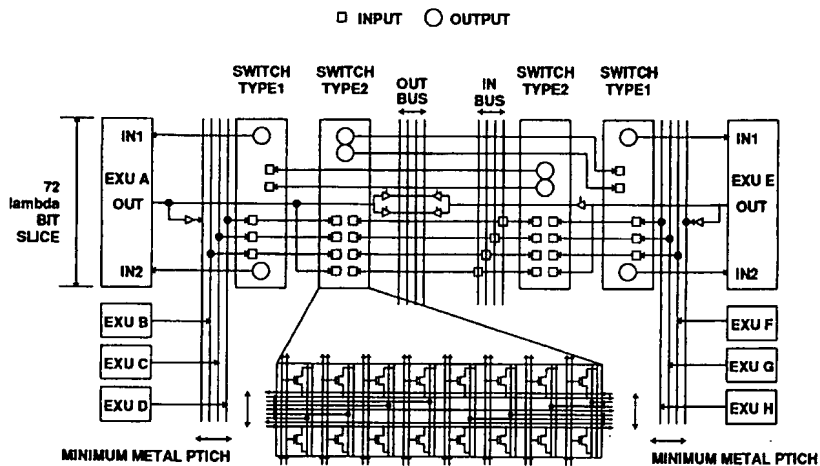 INPUT OUTPUT
SWITCH TYPE1
SWITCH TYPE2
OUT BUS
IN BUS
SWITCH TYPE2
SWITCH TYPE1
IN1
EXU A
OUT
IN2
72 lambda BIT SLICE
IN1
EXU E
OUT
IN2
EXU B
EXU C
EXU D
EXU F
EXU G
EXU H
MINIMUM METAL PTICH
MINIMUM METAL PTICH